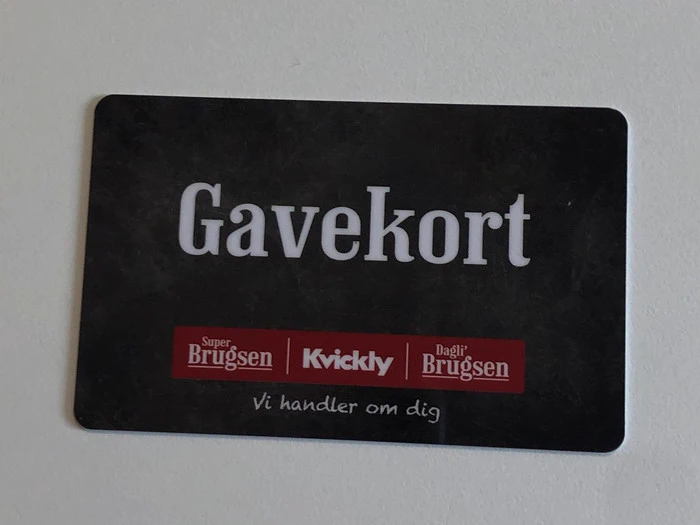 Gavekort
Super Brugsen | Kvickly | Dagli' Brugsen
Vi handler om dig